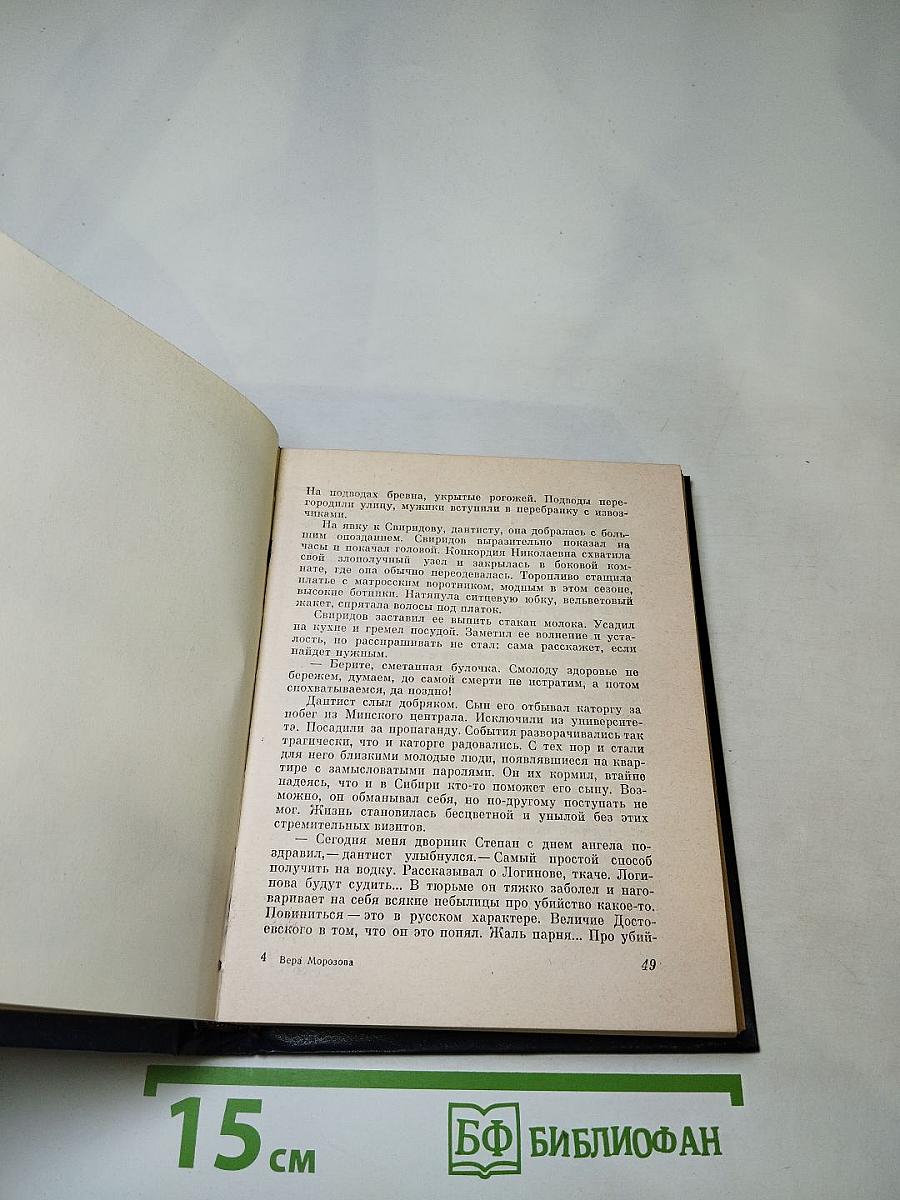 На подводах бревна, укрытые рогожей. Подводы пере-
городили улицу, мужики вступили в перебранку с извоз-
чиками.
На явку к Свиридову, дантисту, она добралась с боль-
шим опозданием. Свиридов выразительно показал на
часы и покачал головой. Конкордия Николаевна схватила
свой злополучный узел и закрылась в боковой ком-
нате, где она обычно переодевалась. Торопливо стащила
платье с матросским воротником, модным в этом сезоне,
высокие ботинки. Натянула ситцевую юбку, вельветовый
жакет, спрятала волосы под платок.
Свиридов заставил ее выпить стакан молока. Усадил
на кухне и гремел посудой. Заметил ее волнение и уста-
лость, но расспрашивать не стал: сама расскажет, если
найдет нужным.
— Берите, сметанная булочка. Смолоду здоровье не
бережем, думаем, до самой смерти не истратим, а потом
спохватываемся, да поздно!
Дантист слыл добряком. Сын его отбывал каторгу за
побег из Минского централа. Исключили из университе-
тэ. Посадили за пропаганду. События разворачивались так
трагически, что и каторге радовались. С тех пор и стали
для него близкими молодые люди, появлявшиеся на квар-
тире с замысловатыми паролями. Он их кормил, втайне
надеясь, что и в Сибири кто-то поможет его сыну. Воз-
можно, он обманывал себя, но по-другому поступать не
мог. Жизнь становилась бесцветной и унылой без этих
стремительных визитов.
— Сегодня меня дворник Степан с днем ангела по-
здравил,— дантист улыбнулся.— Самый простой способ
получить на водку. Рассказывал о Логинове, ткаче. Логи-
нова будут судить... В тюрьме он тяжко заболел и наго-
варивает на себя всякие небылицы про убийство какое-то.
Повиниться — это в русском характере. Величие Досто-
евского в том, что он это понял. Жаль парня... Про убий-
4 Вера Морозова 49
15 см
БФ БИБЛИОФАН